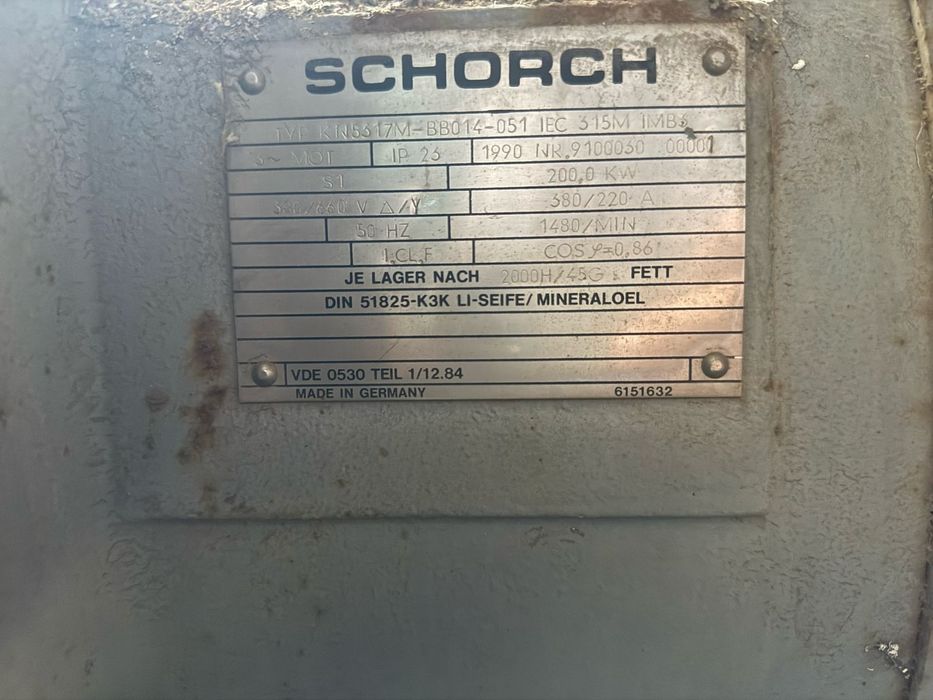 SCHORCH
TYP KN5317M-BB014-051 IEC 315M IMB3
3~ MOT IP 23 1990 NR.9100030 00001
S1 200,0 KW
380/660 V Δ/Y 380/220 A
50 HZ 1480/MIN
I.CL.F COS φ=0,86
JE LAGER NACH 2000H/45G FETT
DIN 51825-K3K LI-SEIFE/MINERALOEL
VDE 0530 TEIL 1/12.84
MADE IN GERMANY 6151632